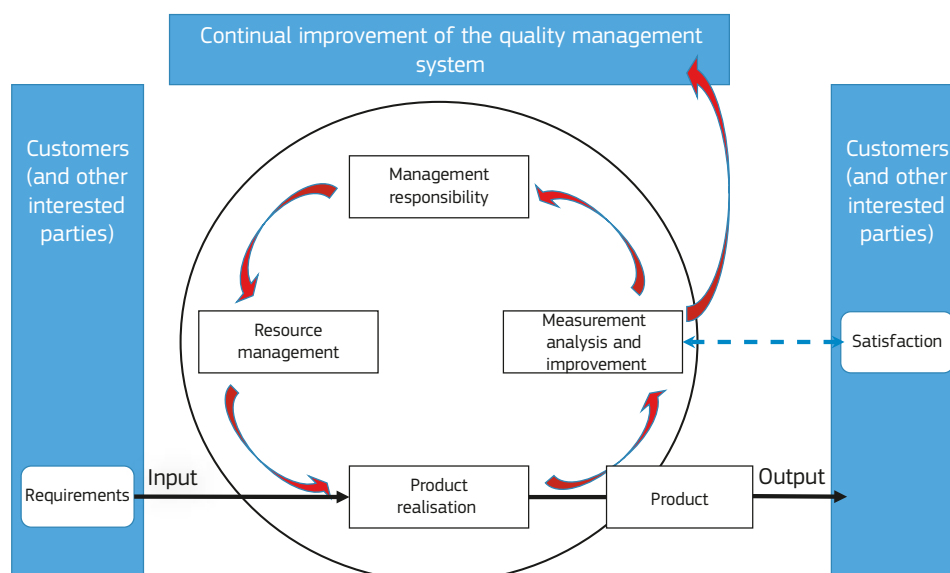 Continual improvement of the quality management
system
Customers
(and other
interested
parties)
Customers
(and other
interested
parties)
Management
responsibility
Resource
management
Measurement
analysis and
improvement
Satisfaction
Requirements
Input
Product
realisation
Product
Output